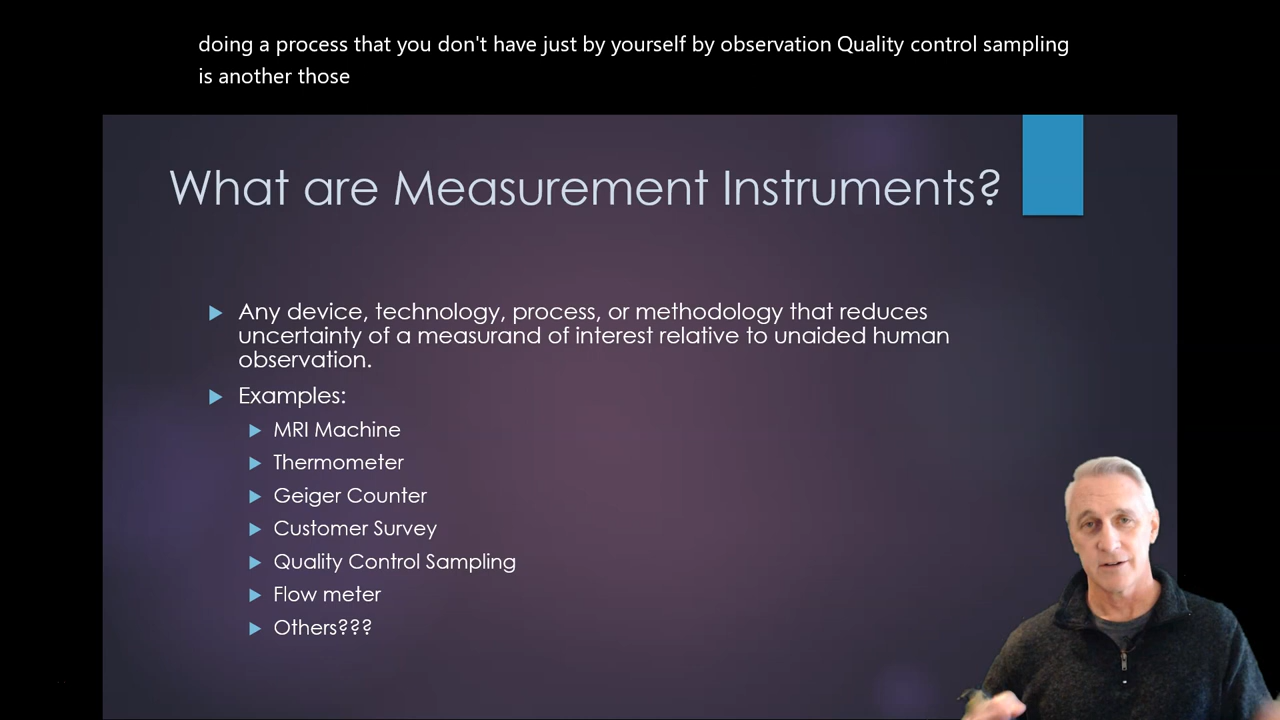 doing a process that you don't have just by yourself by observation Quality control sampling
is another those
What are Measurement Instruments?
Any device, technology, process, or methodology that reduces
uncertainty of a measurand of interest relative to unaided human
observation.
Examples:
MRI Machine
Thermometer
Geiger Counter
Customer Survey
Quality Control Sampling
Flow meter
Others???